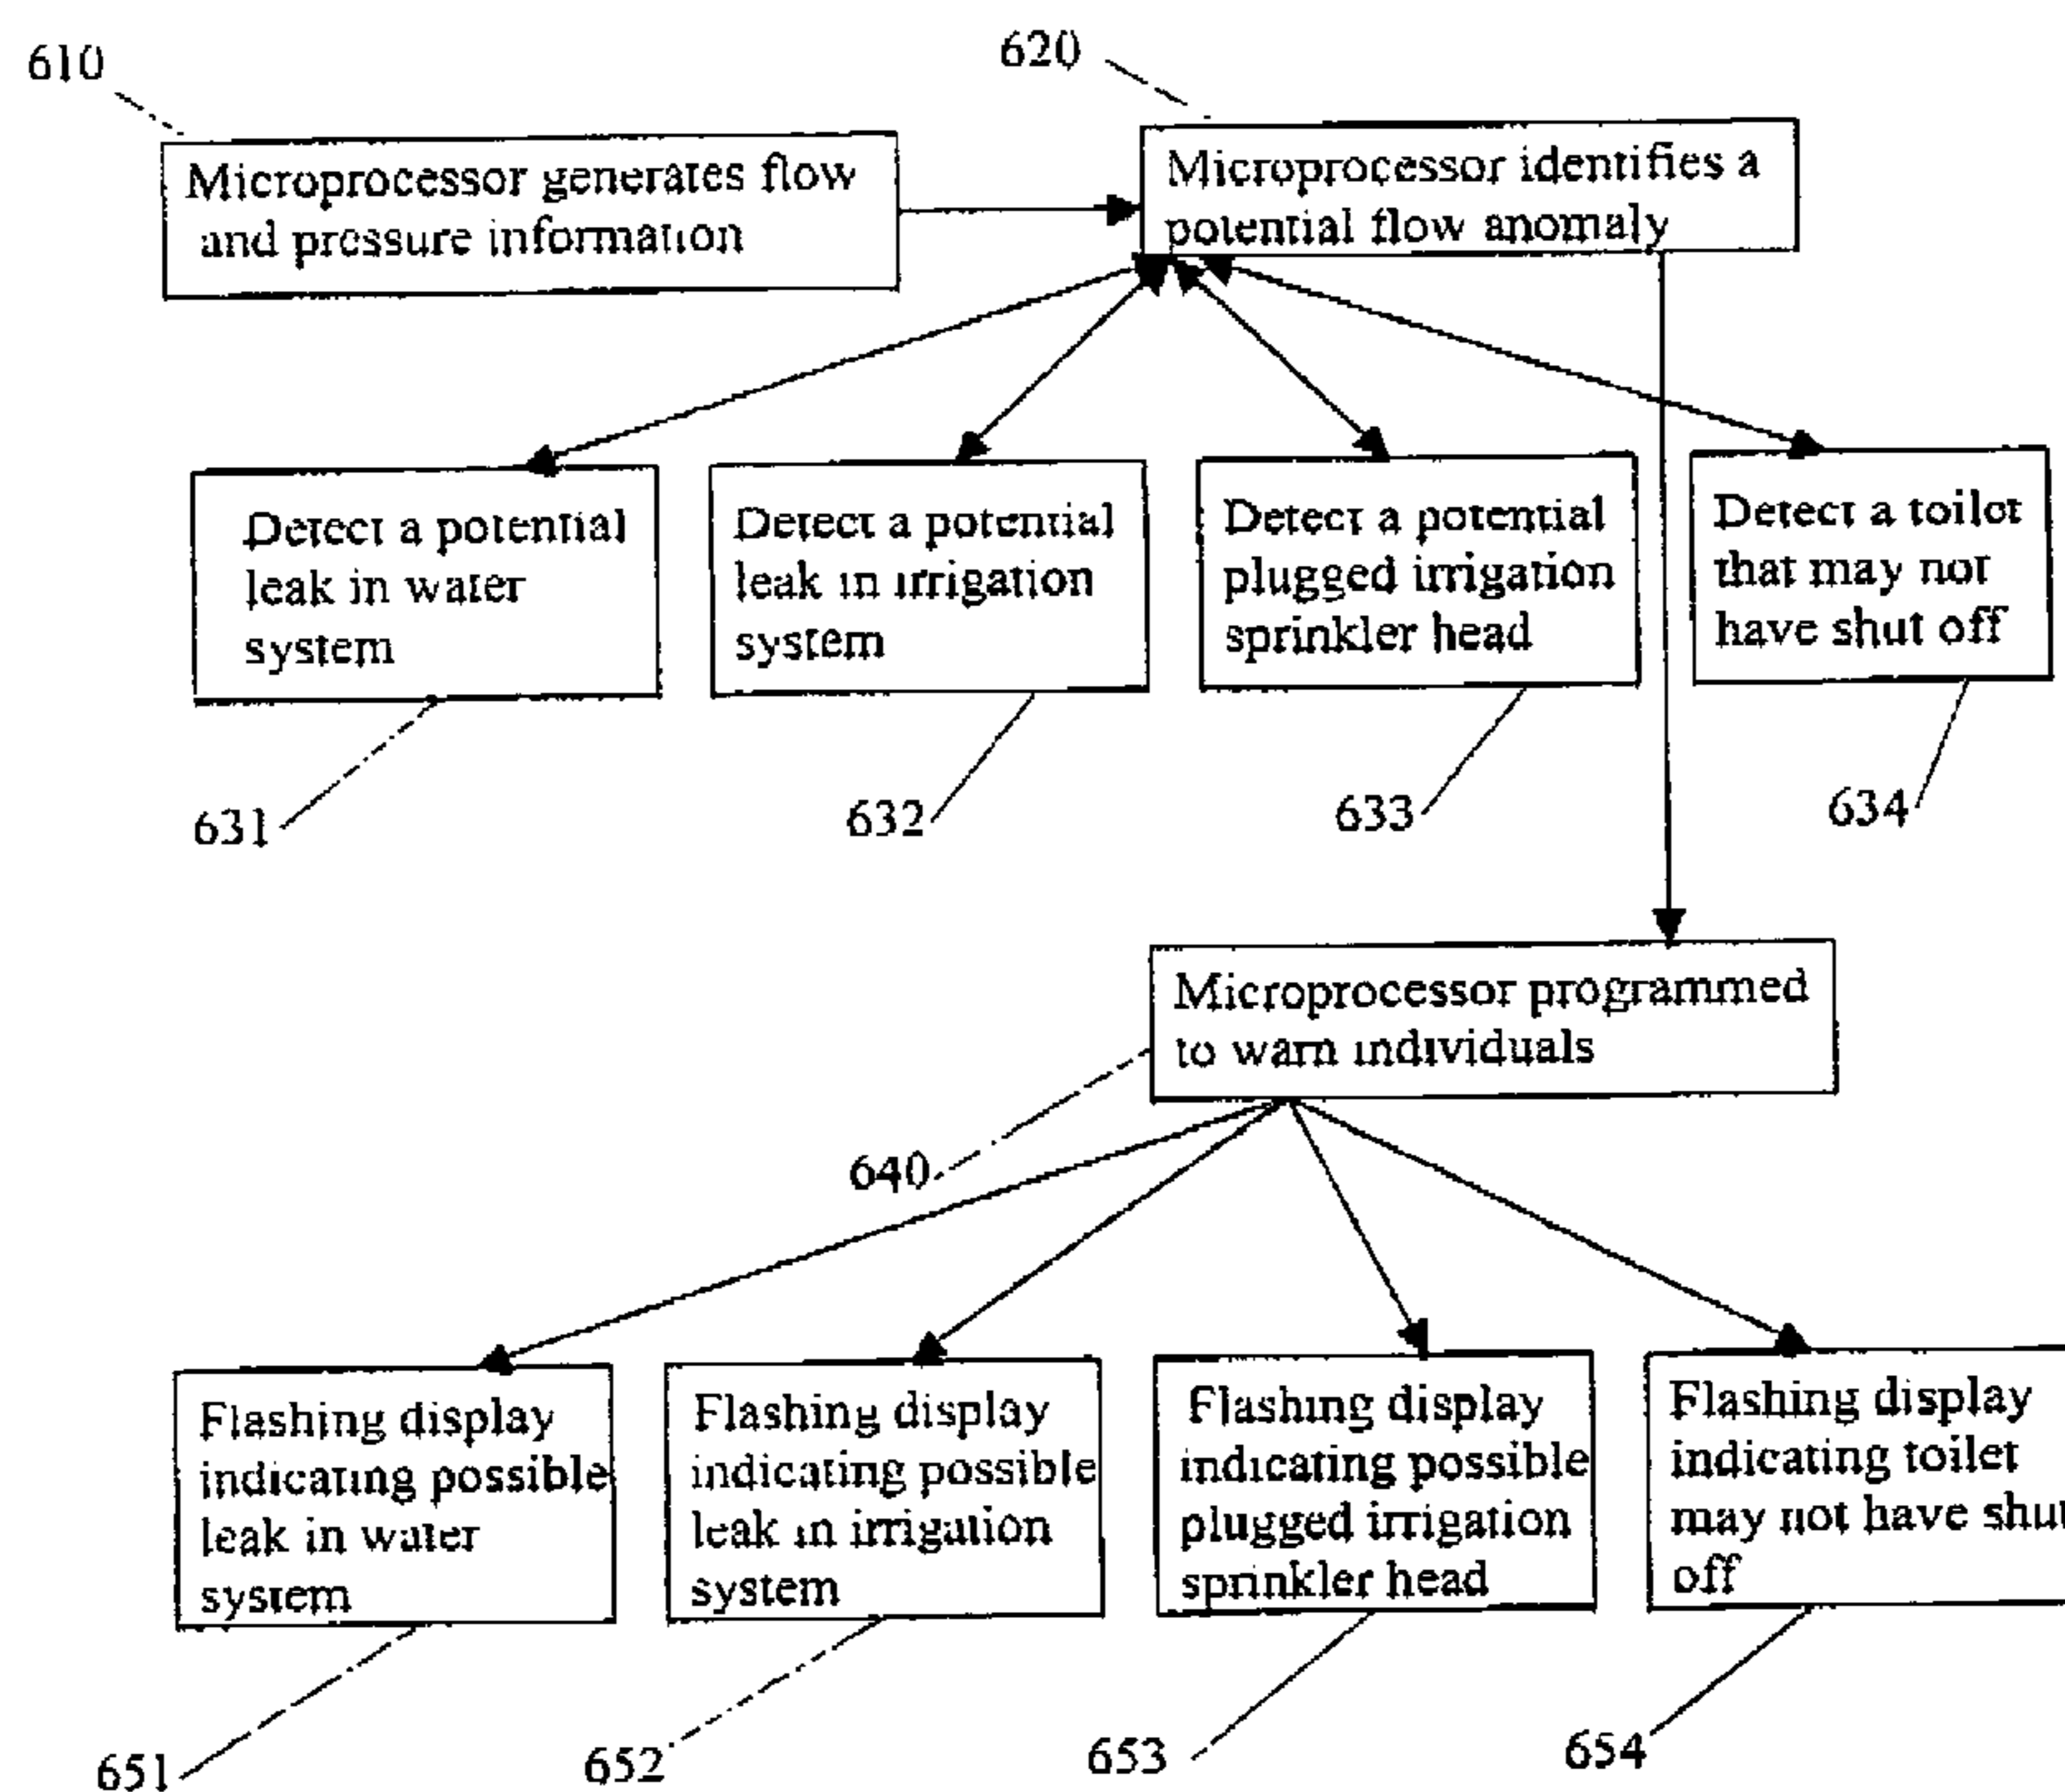 610
620
Microprocessor generates flow
and pressure information
Microprocessor identifies a
potential flow anomaly
Detect a potential
leak in water
system
Detect a potential
leak in irrigation
system
Detect a potential
plugged irrigation
sprinkler head
Detect a toilet
that may not
have shut off
631
632
633
634
Microprocessor programmed
to warn individuals
640
Flashing display
indicating possible
leak in water
system
Flashing display
indicating possible
leak in irrigation
system
Flashing display
indicating possible
plugged irrigation
sprinkler head
Flashing display
indicating toilet
may not have shut
off
651
652
653
654